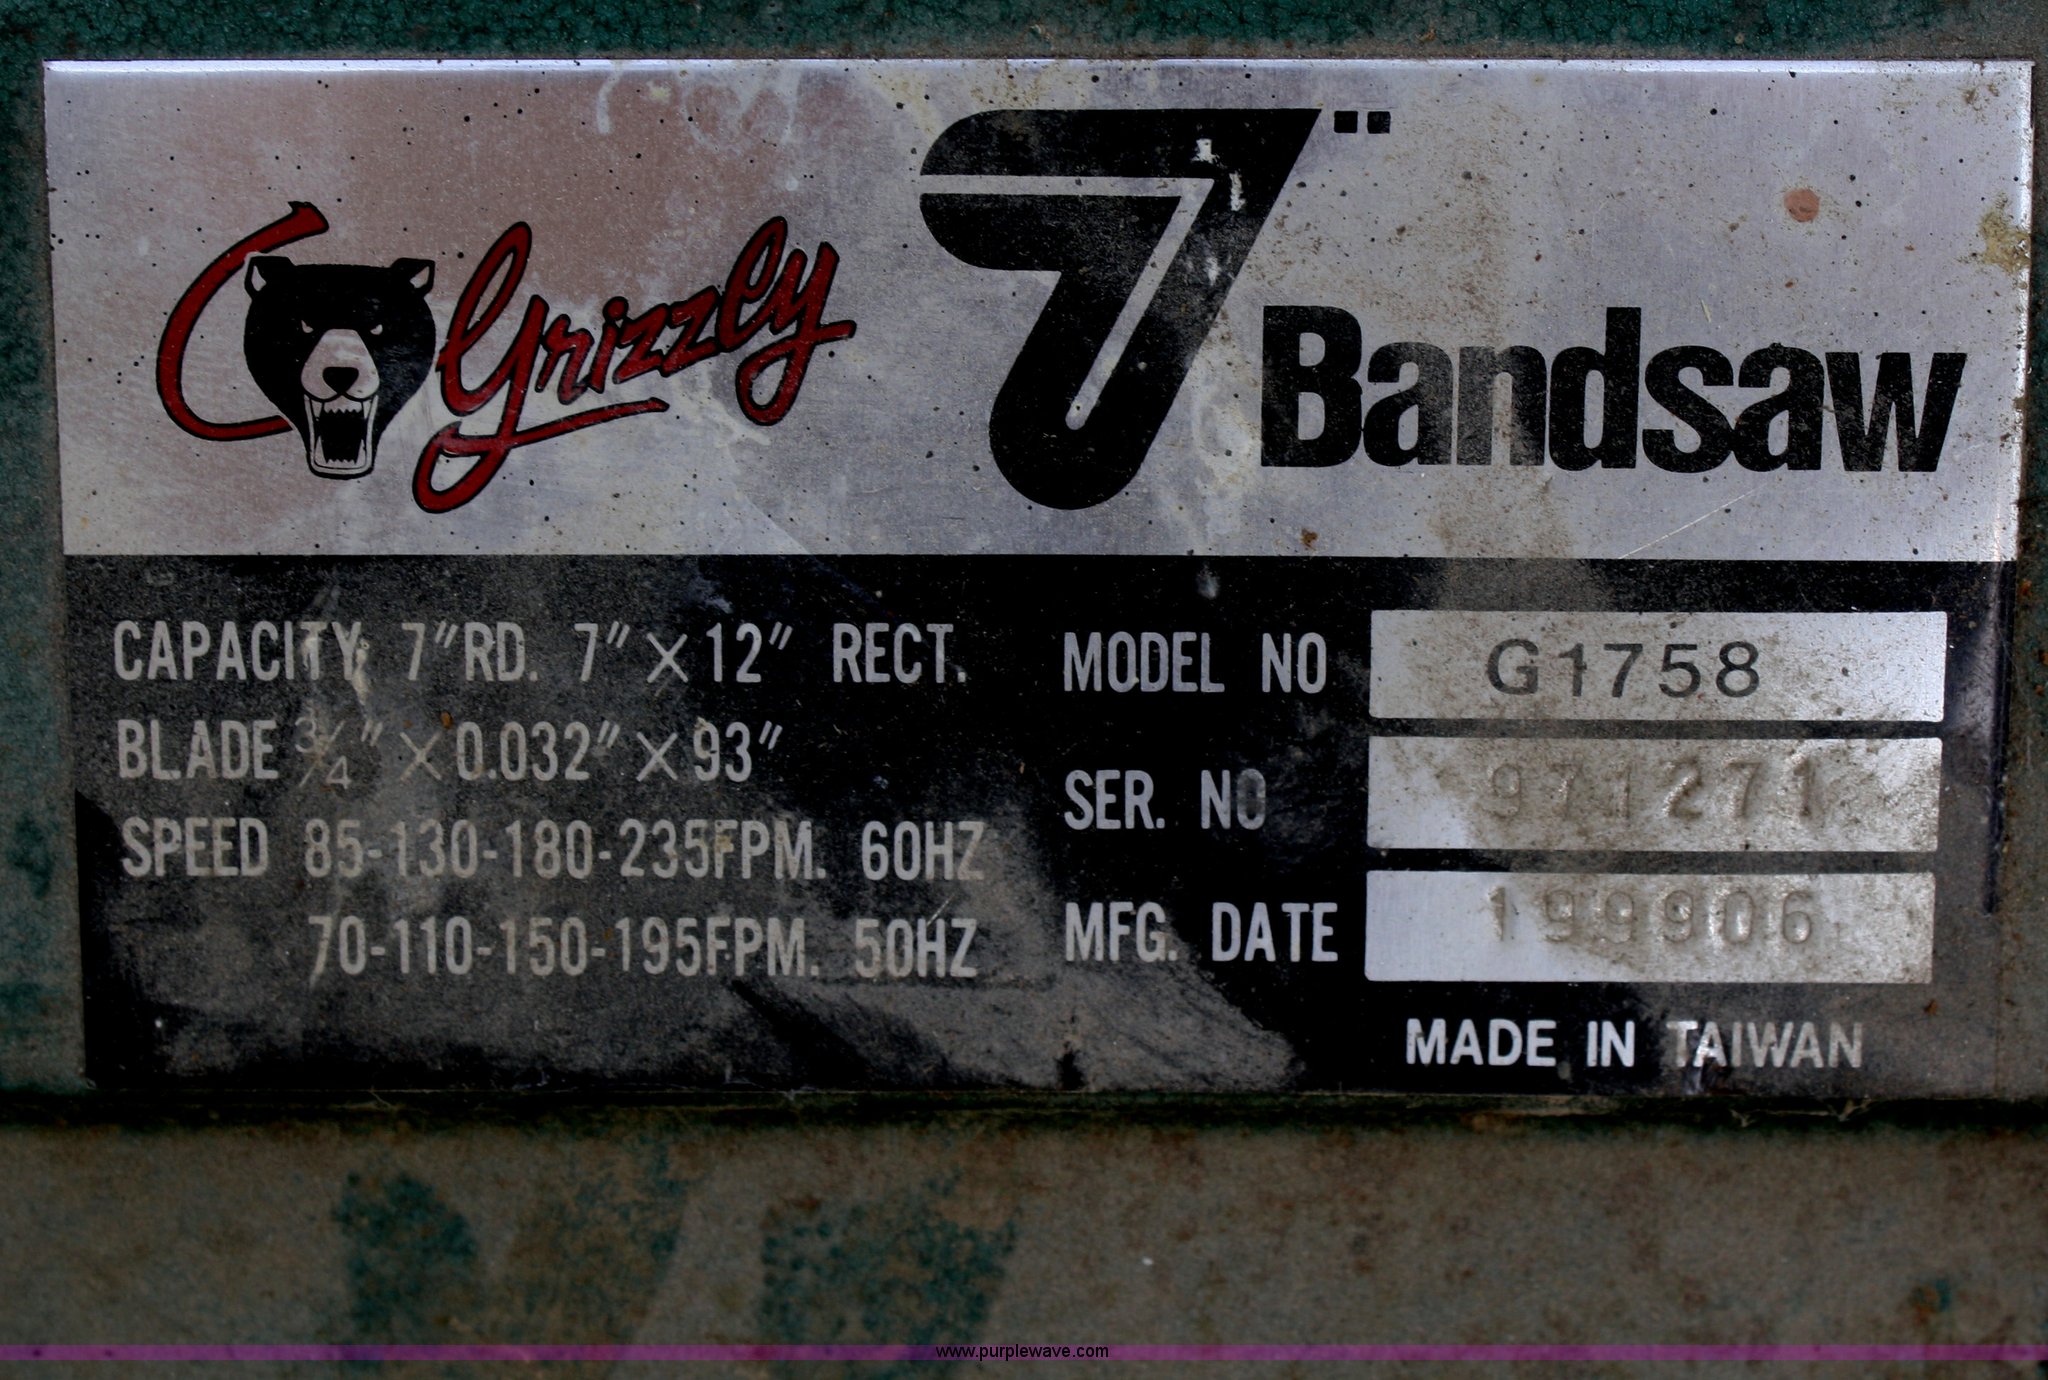 Grizzly 7" Bandsaw
CAPACITY 7"RD. 7"×12" RECT.
BLADE 3/4"×0.032"×93"
SPEED 85-130-180-235FPM. 60HZ
70-110-150-195FPM. 50HZ
MODEL NO G1758
SER. NO 971271
MFG. DATE 199906
MADE IN TAIWAN
www.purplewave.com